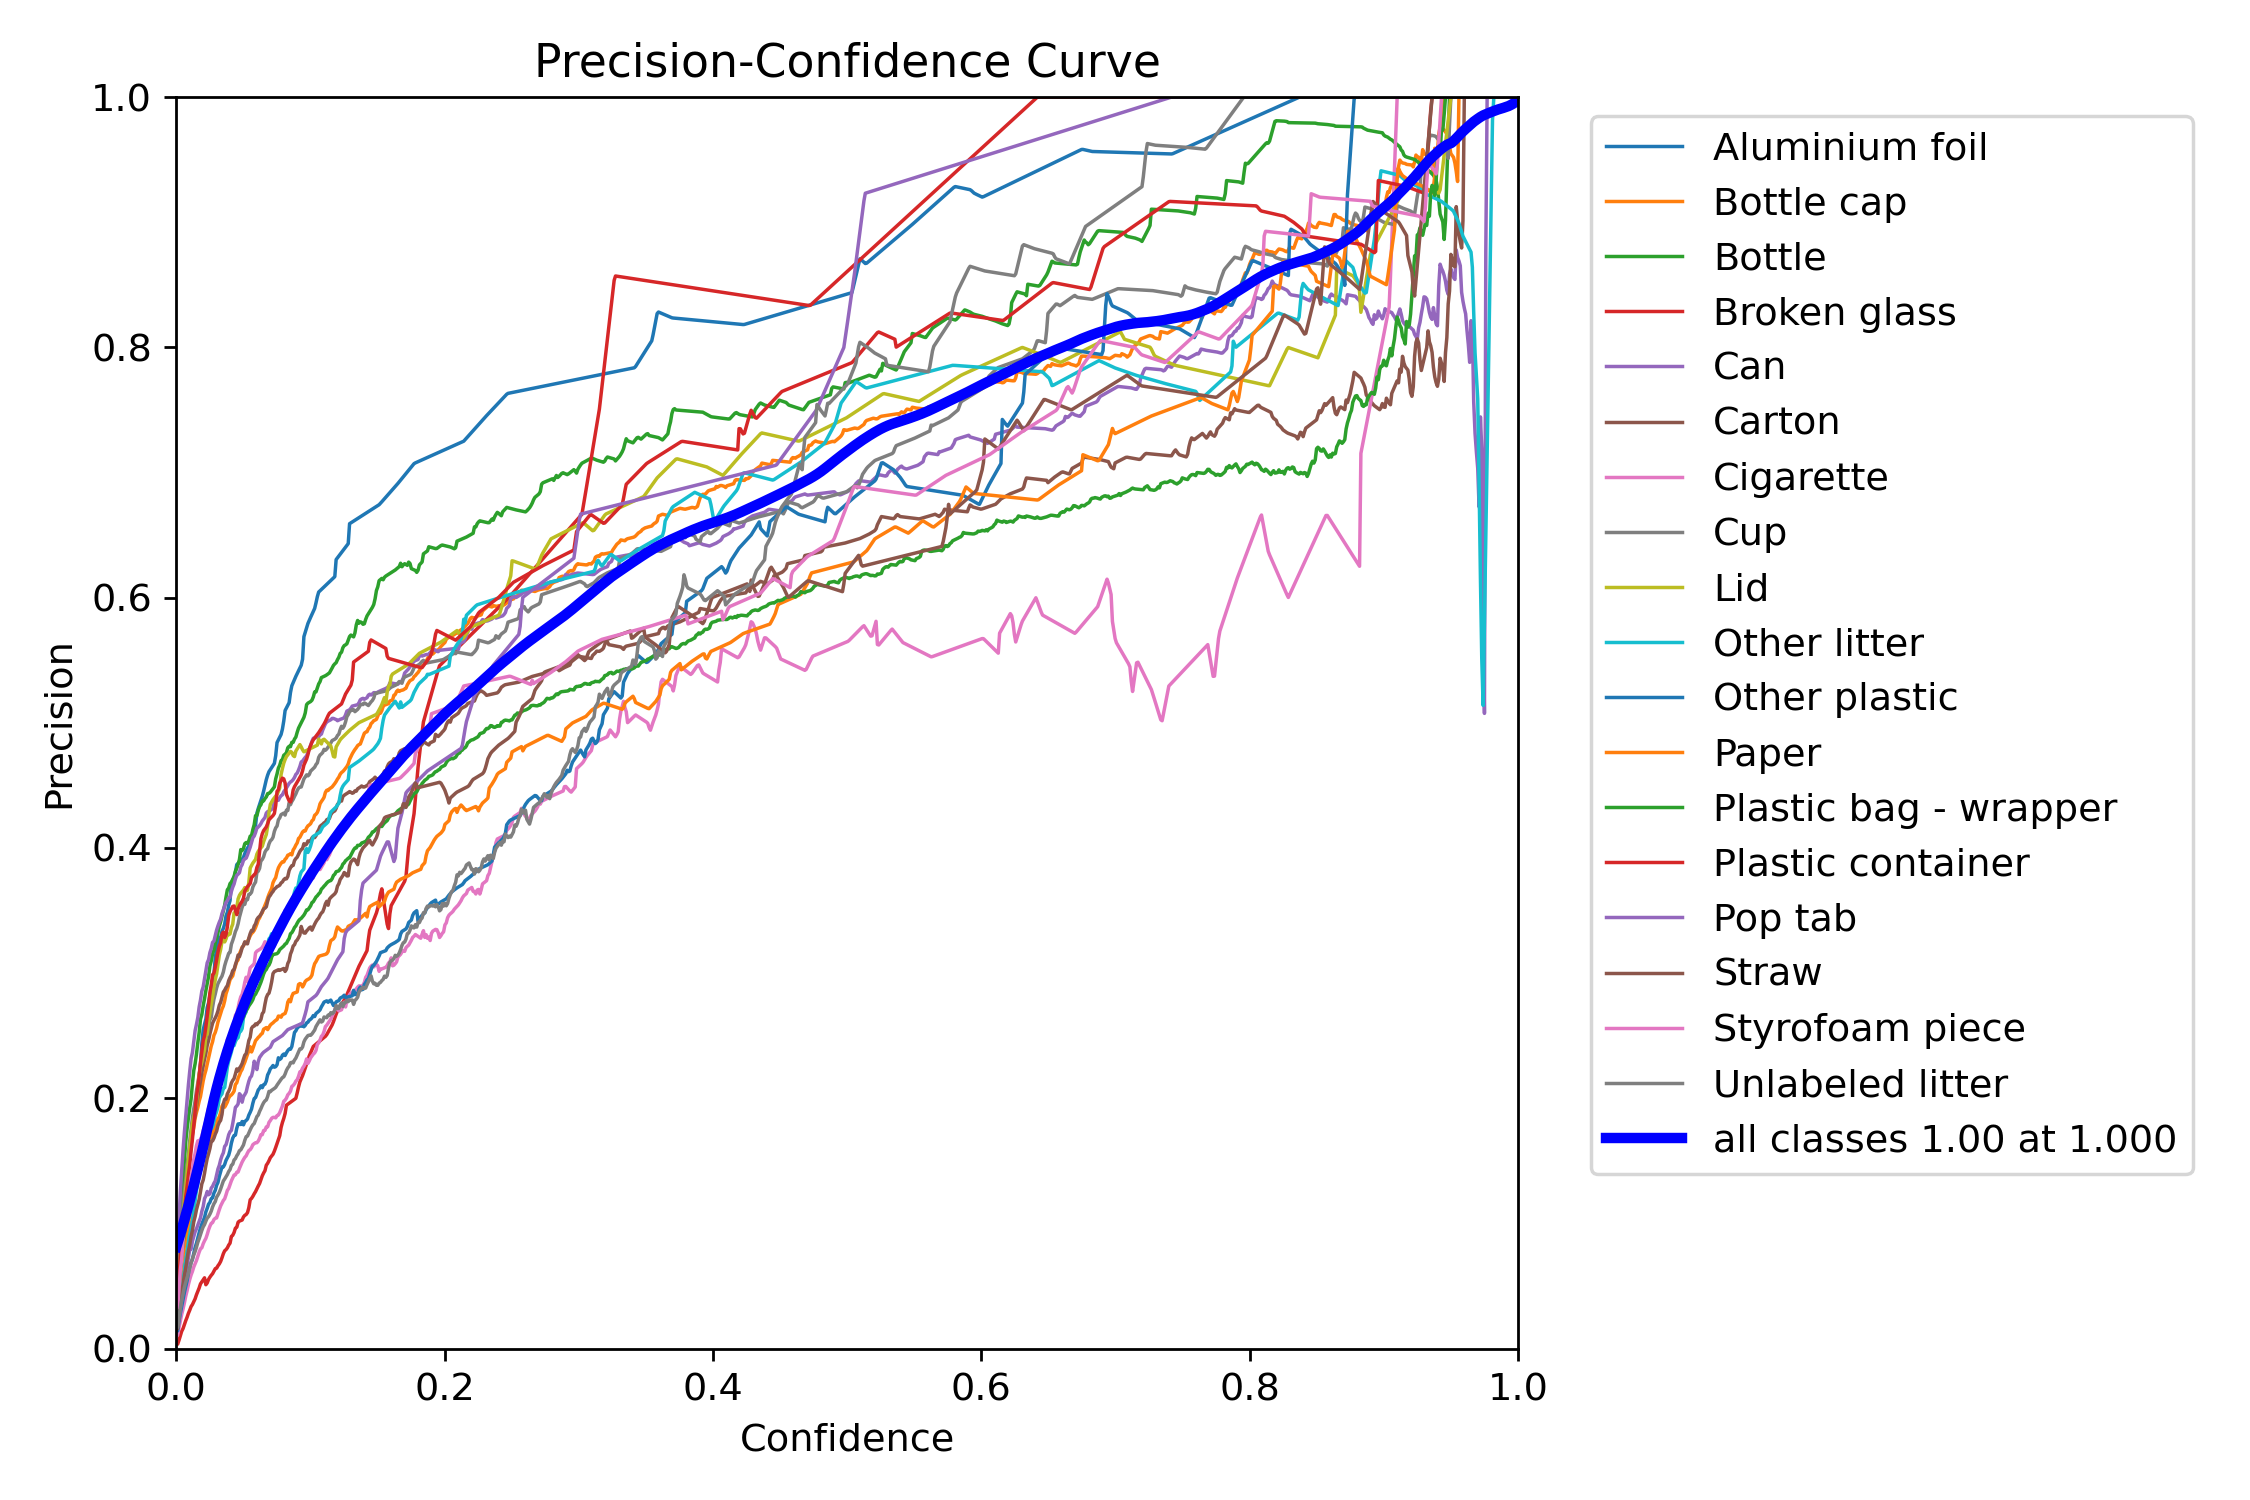 Precision-Confidence Curve
1.0
0.8
0.6
0.4
0.2
0.0
Precision
0.0 0.2 0.4 0.6 0.8 1.0
Confidence
Aluminium foil
Bottle cap
Bottle
Broken glass
Can
Carton
Cigarette
Cup
Lid
Other litter
Other plastic
Paper
Plastic bag - wrapper
Plastic container
Pop tab
Straw
Styrofoam piece
Unlabeled litter
all classes 1.00 at 1.000